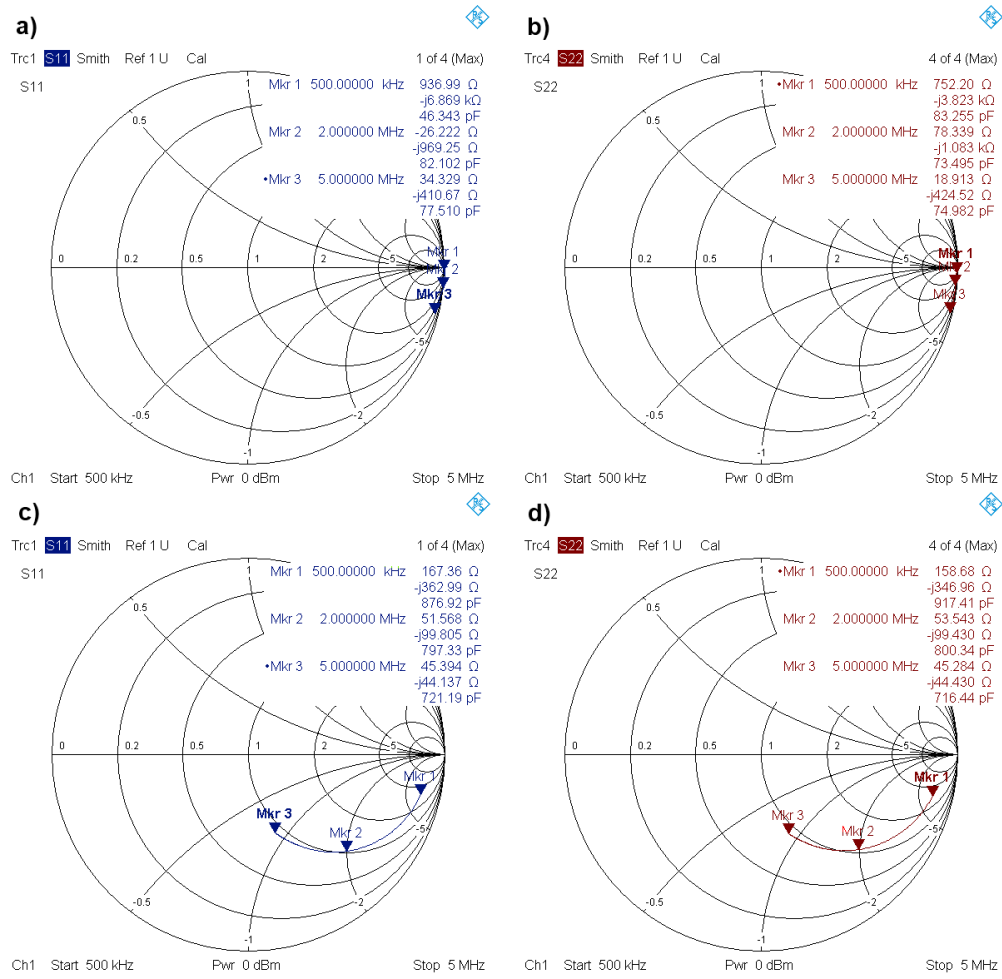 a)
Trc1 S11 Smith Ref 1 U Cal 1 of 4 (Max)
S11
Mkr 1 500.00000 kHz 936.99 Ω
-j6.869 kΩ
46.343 pF
Mkr 2 2.000000 MHz -26.222 Ω
-j969.25 Ω
82.102 pF
•Mkr 3 5.000000 MHz 34.329 Ω
-j410.67 Ω
77.510 pF
1
0.5
0 0.2 0.5 1 2 5
Mkr 1
Mkr 2
Mkr 3
-5
-0.5 -2
-1
Ch1 Start 500 kHz Pwr 0 dBm Stop 5 MHz
b)
Trc4 S22 Smith Ref 1 U Cal 4 of 4 (Max)
S22
•Mkr 1 500.00000 kHz 752.20 Ω
-j3.823 kΩ
83.255 pF
Mkr 2 2.000000 MHz 78.339 Ω
-j1.083 kΩ
73.495 pF
Mkr 3 5.000000 MHz 18.913 Ω
-j424.52 Ω
74.982 pF
1
0.5
0 0.2 0.5 1 2 5
Mkr 1
Mkr 2
Mkr 3
-5
-0.5 -2
-1
Ch1 Start 500 kHz Pwr 0 dBm Stop 5 MHz
c)
Trc1 S11 Smith Ref 1 U Cal 1 of 4 (Max)
S11
Mkr 1 500.00000 kHz 167.36 Ω
-j362.99 Ω
876.92 pF
Mkr 2 2.000000 MHz 51.568 Ω
-j99.805 Ω
797.33 pF
•Mkr 3 5.000000 MHz 45.394 Ω
-j44.137 Ω
721.19 pF
1
0.5
0 0.2 0.5 1 2 5
Mkr 1
Mkr 3
Mkr 2
-5
-0.5 -2
-1
Ch1 Start 500 kHz Pwr 0 dBm Stop 5 MHz
d)
Trc4 S22 Smith Ref 1 U Cal 4 of 4 (Max)
S22
•Mkr 1 500.00000 kHz 158.68 Ω
-j346.96 Ω
917.41 pF
Mkr 2 2.000000 MHz 53.543 Ω
-j99.430 Ω
800.34 pF
Mkr 3 5.000000 MHz 45.284 Ω
-j44.430 Ω
716.44 pF
1
0.5
0 0.2 0.5 1 2 5
Mkr 1
Mkr 3
Mkr 2
-5
-0.5 -2
-1
Ch1 Start 500 kHz Pwr 0 dBm Stop 5 MHz